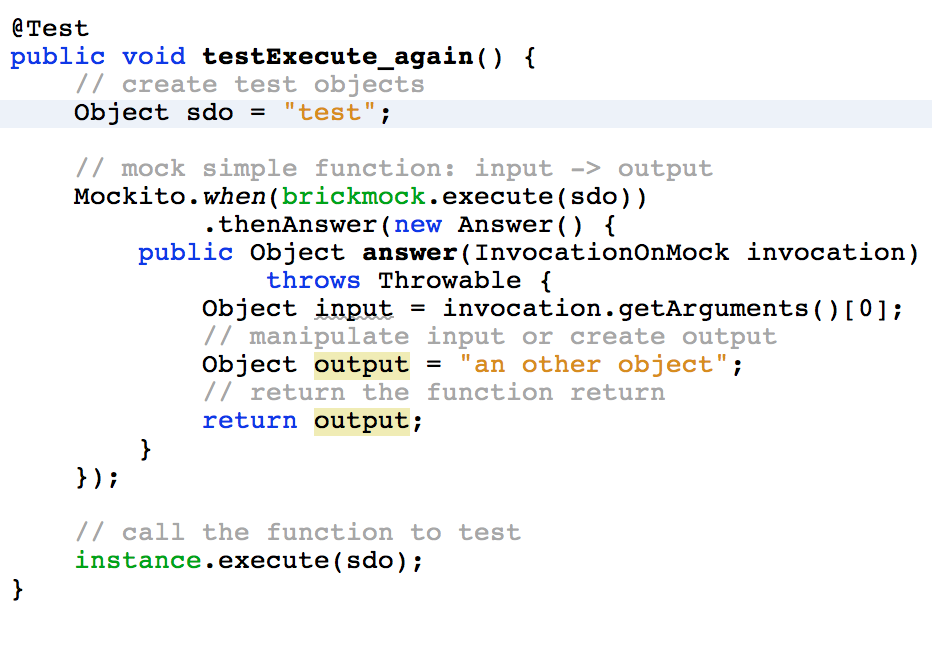 @Test
public void testExecute_again() {
    // create test objects
    Object sdo = "test";

    // mock simple function: input -> output
    Mockito.when(brickmock.execute(sdo))
            .thenAnswer(new Answer() {
        public Object answer(InvocationOnMock invocation)
                throws Throwable {
            Object input = invocation.getArguments()[0];
            // manipulate input or create output
            Object output = "an other object";
            // return the function return
            return output;
        }
    });

    // call the function to test
    instance.execute(sdo);
}